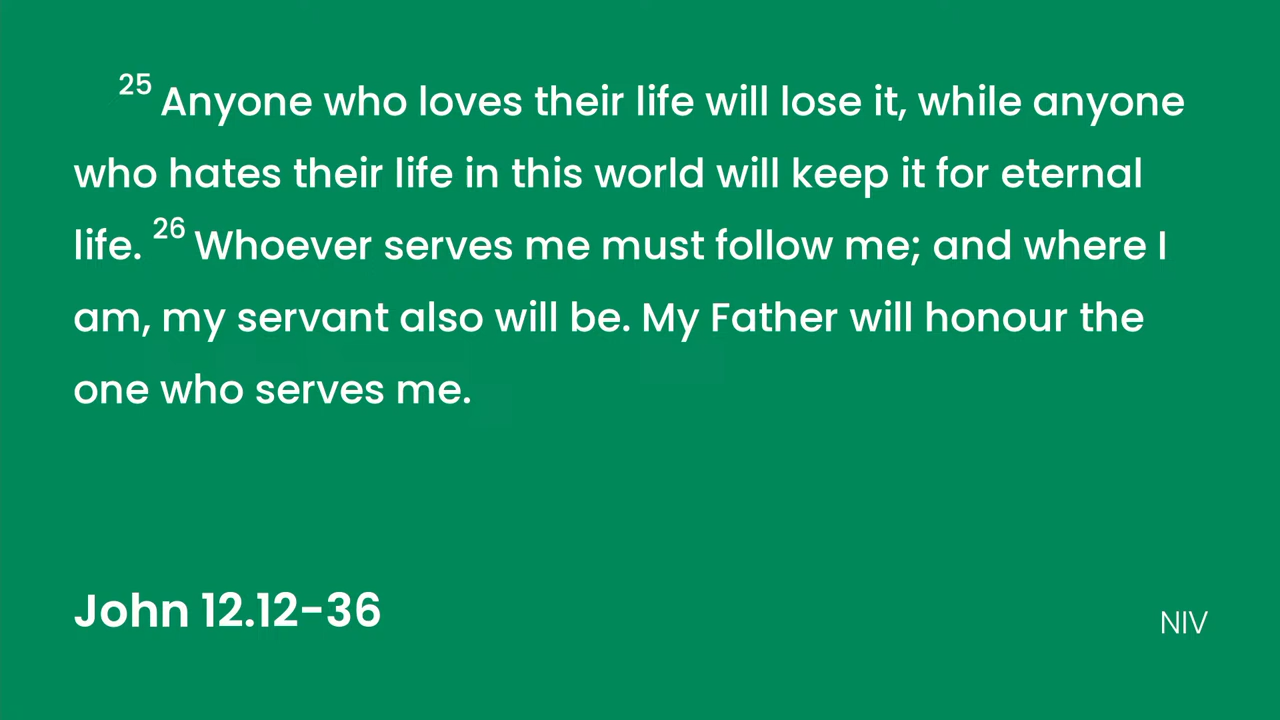 25 Anyone who loves their life will lose it, while anyone
who hates their life in this world will keep it for eternal
life. 26 Whoever serves me must follow me; and where I
am, my servant also will be. My Father will honour the
one who serves me.
John 12.12-36
NIV